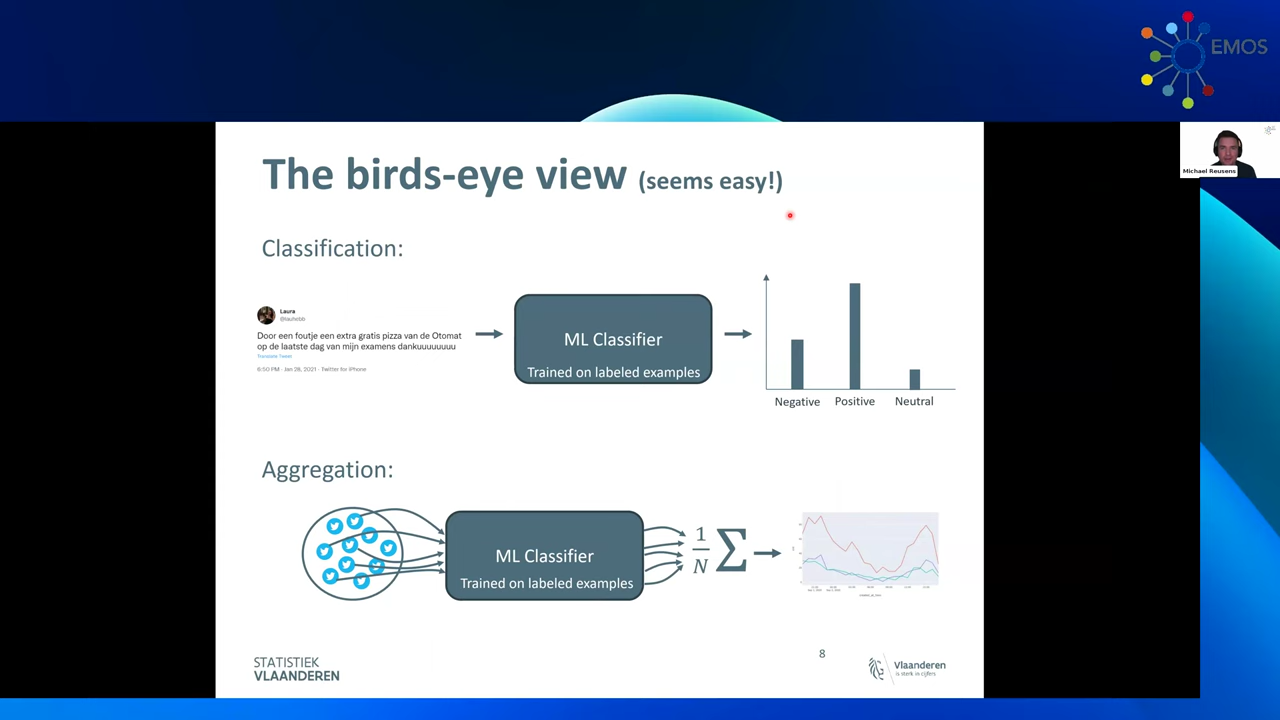 EMOS
Michael Reusens
The birds-eye view (seems easy!)
Classification:
Laura
@lauhebb
Door een foutje een extra gratis pizza van de Otomat
op de laatste dag van mijn examens dankuuuuuuu
Translate Tweet
6:50 PM · Jan 28, 2021 · Twitter for iPhone
ML Classifier
Trained on labeled examples
Negative Positive Neutral
Aggregation:
ML Classifier
Trained on labeled examples
1
N
∑
8
STATISTIEK
VLAANDEREN
Vlaanderen
is sterk in cijfers